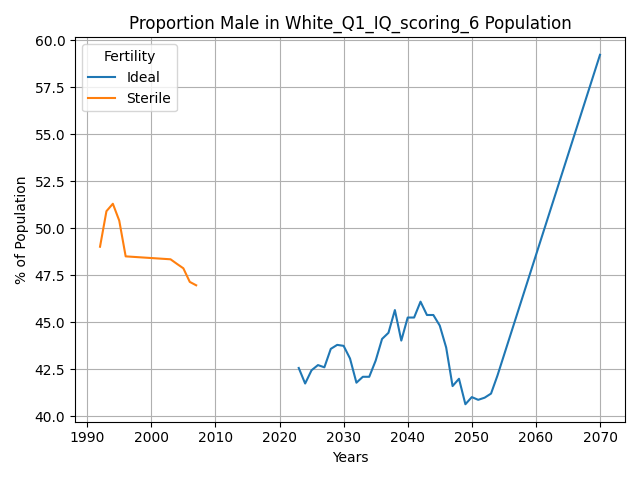 Proportion Male in White_Q1_IQ_scoring_6 Population
Fertility
Ideal
Sterile
% of Population
60.0
57.5
55.0
52.5
50.0
47.5
45.0
42.5
40.0
1990 2000 2010 2020 2030 2040 2050 2060 2070
Years